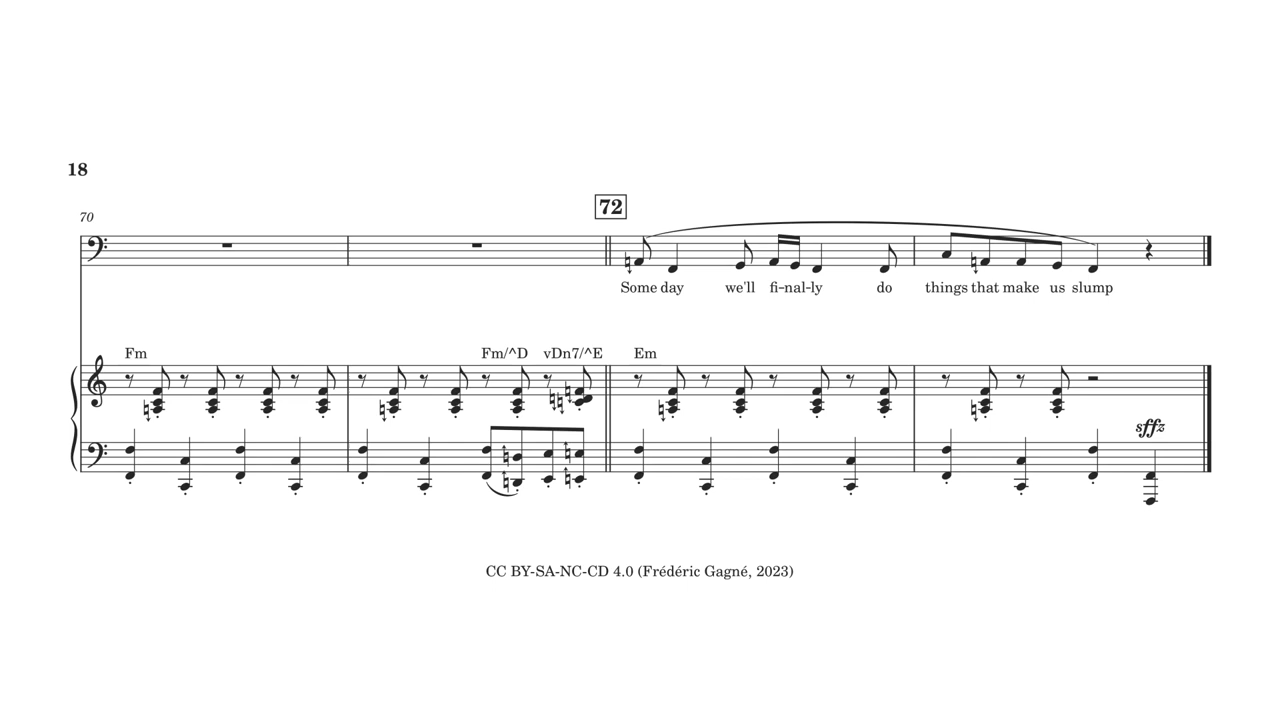 18
72
70
Some day we'll fi-nal-ly do things that make us slump
Fm Fm/^D vDn7/^E Em
sffz
CC BY-SA-NC-CD 4.0 (Frédéric Gagné, 2023)